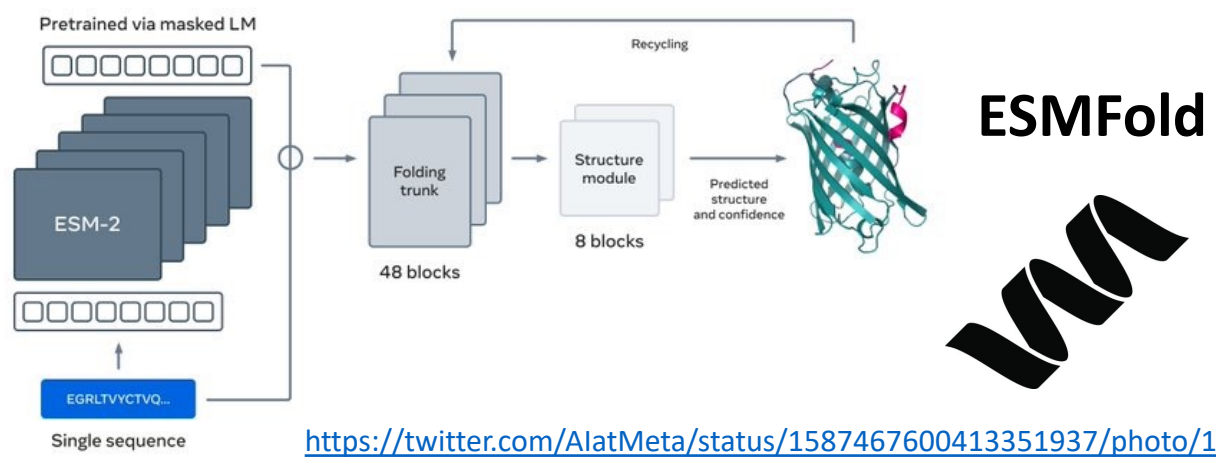 Pretrained via masked LM
ESM-2
EGRLTVYCTVQ...
Single sequence
Recycling
Folding
trunk
48 blocks
Structure
module
8 blocks
Predicted
structure
and confidence
ESMFold
https://twitter.com/AIatMeta/status/1587467600413351937/photo/1